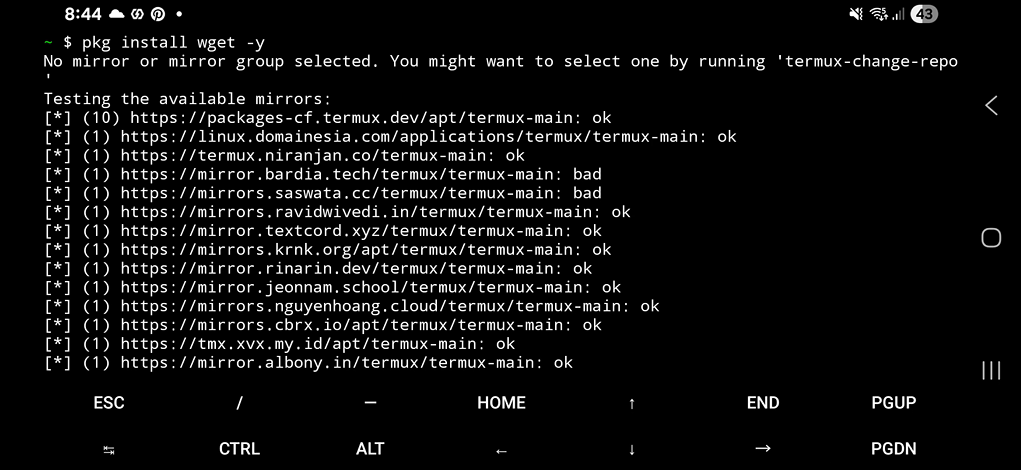 8:44
43
~ $ pkg install wget -y
No mirror or mirror group selected. You might want to select one by running 'termux-change-repo
'
Testing the available mirrors:
[*] (10) https://packages-cf.termux.dev/apt/termux-main: ok
[*] (1) https://linux.domainesia.com/applications/termux/termux-main: ok
[*] (1) https://termux.niranjan.co/termux-main: ok
[*] (1) https://mirror.bardia.tech/termux/termux-main: bad
[*] (1) https://mirrors.saswata.cc/termux/termux-main: bad
[*] (1) https://mirrors.ravidwivedi.in/termux/termux-main: ok
[*] (1) https://mirror.textcord.xyz/termux/termux-main: ok
[*] (1) https://mirrors.krnk.org/apt/termux/termux-main: ok
[*] (1) https://mirror.rinarin.dev/termux/termux-main: ok
[*] (1) https://mirror.jeonnam.school/termux/termux-main: ok
[*] (1) https://mirrors.nguyenhoang.cloud/termux/termux-main: ok
[*] (1) https://mirrors.cbrx.io/apt/termux/termux-main: ok
[*] (1) https://tmx.xvx.my.id/apt/termux-main: ok
[*] (1) https://mirror.albony.in/termux/termux-main: ok
ESC / — HOME ↑ END PGUP
↹ CTRL ALT ← ↓ → PGDN